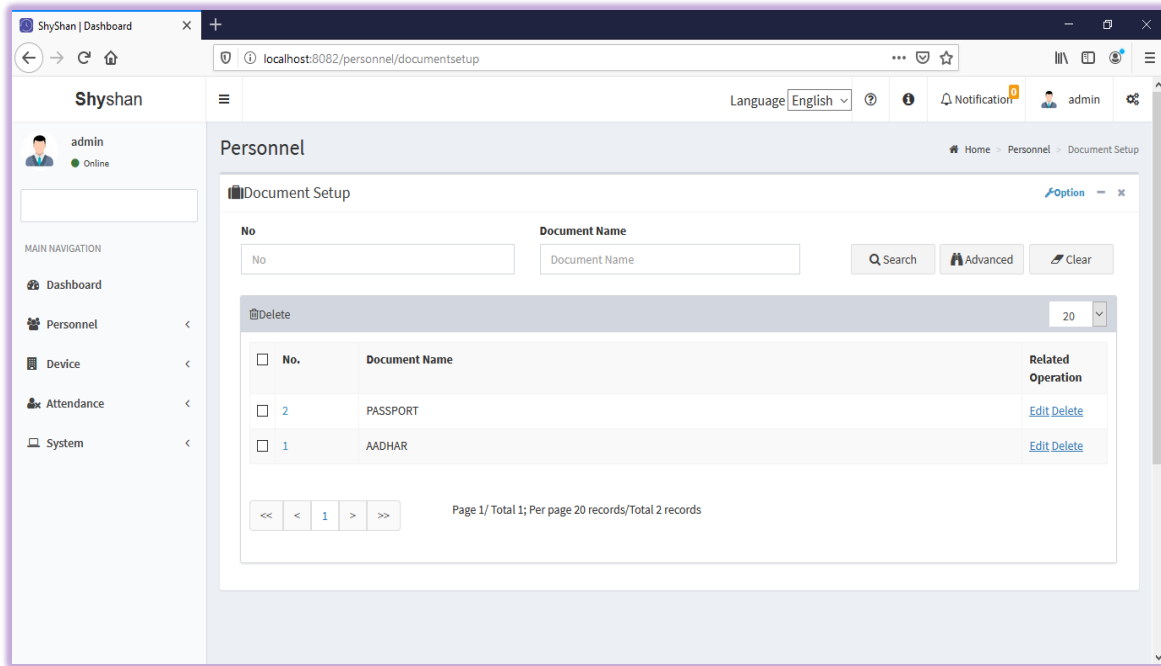 ShyShan | Dashboard
localhost:8082/personnel/documentsetup
Shyshan
Language English
Notification 0
admin
admin
Online
Personnel
Home > Personnel > Document Setup
Document Setup
Option
No
Document Name
No
Document Name
Search
Advanced
Clear
MAIN NAVIGATION
Dashboard
Personnel
Device
Attendance
System
Delete
20
No.
Document Name
Related
Operation
2
PASSPORT
Edit Delete
1
AADHAR
Edit Delete
<< < 1 > >>
Page 1/ Total 1; Per page 20 records/Total 2 records